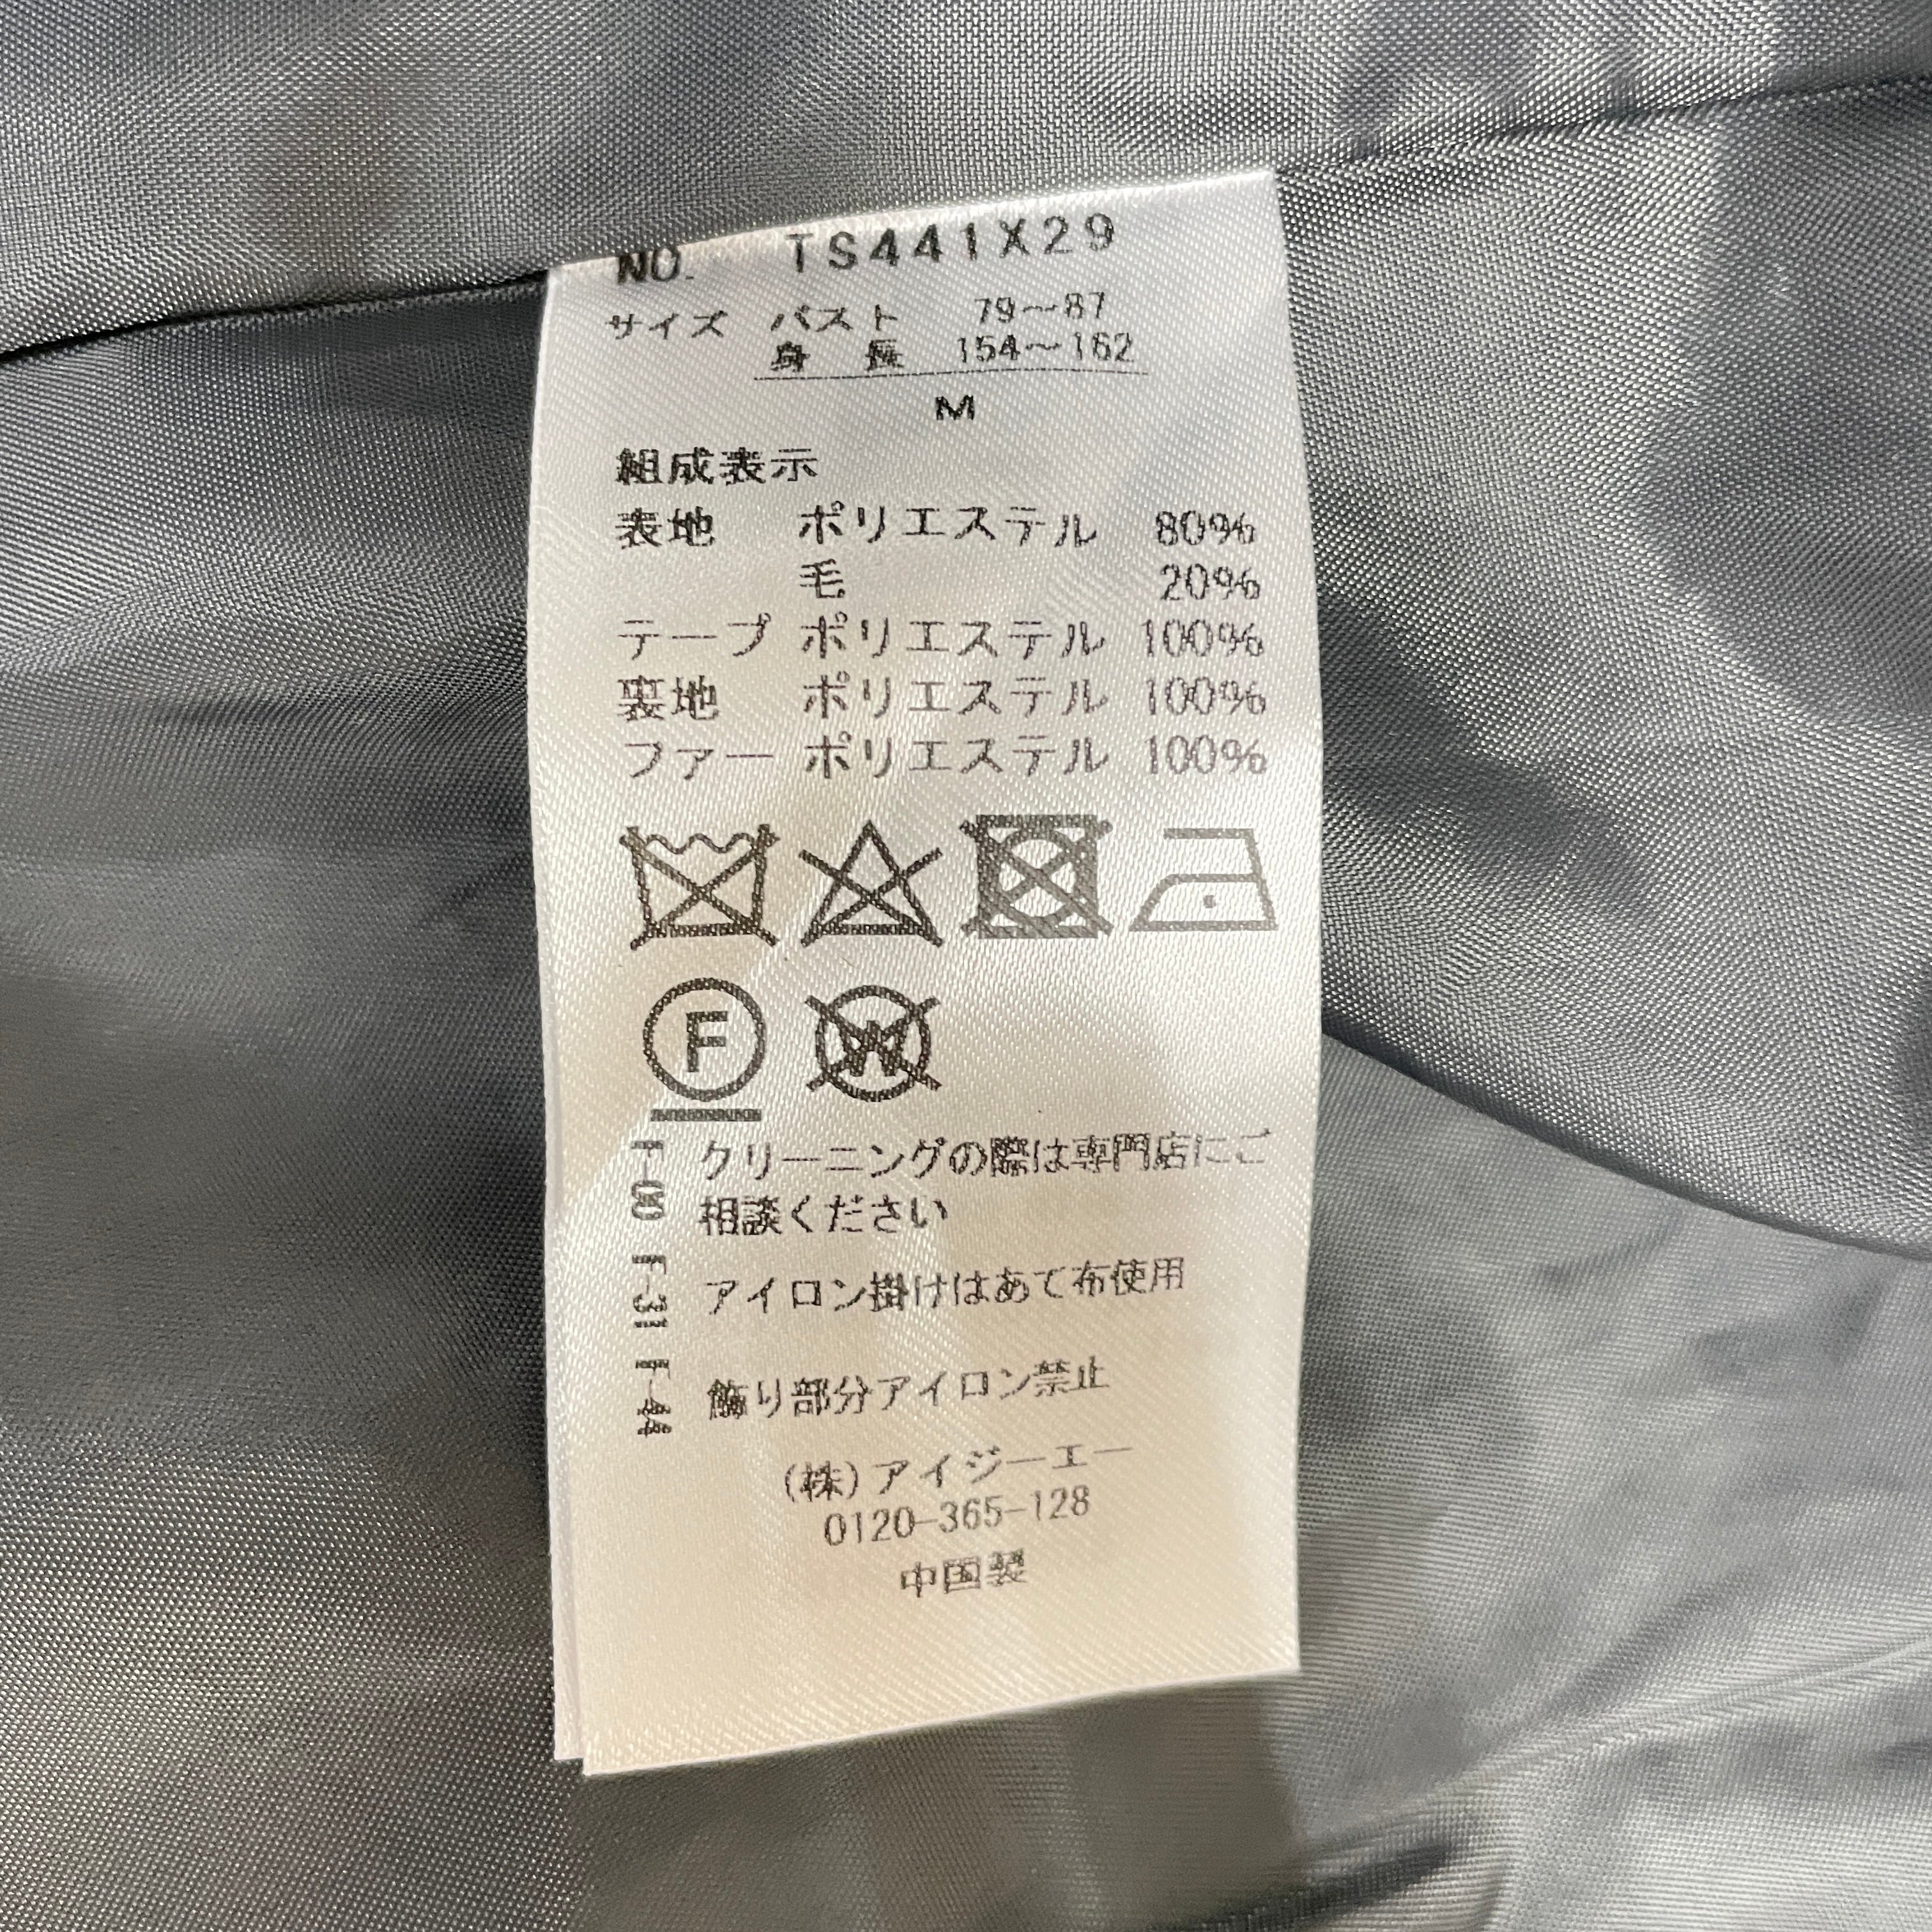 NO. TS441X29
サイズ バスト 79〜87
身長 154〜162
M
組成表示
表地 ポリエステル 80%
毛 20%
テープ ポリエステル 100%
裏地 ポリエステル 100%
ファー ポリエステル 100%
F W
クリーニングの際は専門店にご
相談ください
アイロン掛けはあて布使用
飾り部分アイロン禁止
F-08 F-31 F-44
(株)アイジーエー
0120-365-128
中国製